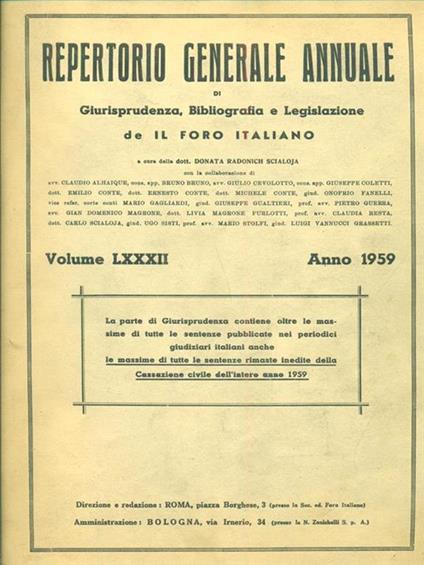 REPERTORIO GENERALE ANNUALE
DI
Giurisprudenza, Bibliografia e Legislazione
de IL FORO ITALIANO
a cura della dott. DONATA RADONICH SCIALOJA
con la collaborazione di
avv. CLAUDIO ALHAIQUE, cons. app. BRUNO BRUNO, avv. GIULIO CEVOLOTTO, cons. app. GIUSEPPE COLETTI,
dott. EMILIO CONTE, dott. ERNESTO CONTE, dott. MICHELE CONTE, giud. ONOFRIO FANELLI,
vice refer. corte conti MARIO GAGLIARDI, giud. GIUSEPPE GUALTIERI, prof. avv. PIETRO GUERRA,
avv. GIAN DOMENICO MAGRONE, dott. LIVIA MAGRONE FURLOTTI, prof. avv. CLAUDIA RESTA,
dott. CARLO SCIALOJA, giud. UGO SISTI, prof. avv. MARIO STOLFI, giud. LUIGI VANNUCCI GRASSETTI.
Volume LXXXII Anno 1959
La parte di Giurisprudenza contiene oltre le mas-
sime di tutte le sentenze pubblicate nei periodici
giudiziari italiani anche
le massime di tutte le sentenze rimaste inedite della
Cassazione civile dell'intero anno 1959
Direzione e redazione : ROMA, piazza Borghese, 3 (presso la Soc. ed. Foro Italiano)
Amministrazione : BOLOGNA, via Irnerio, 34 (presso la N. Zanichelli S. p. A.)